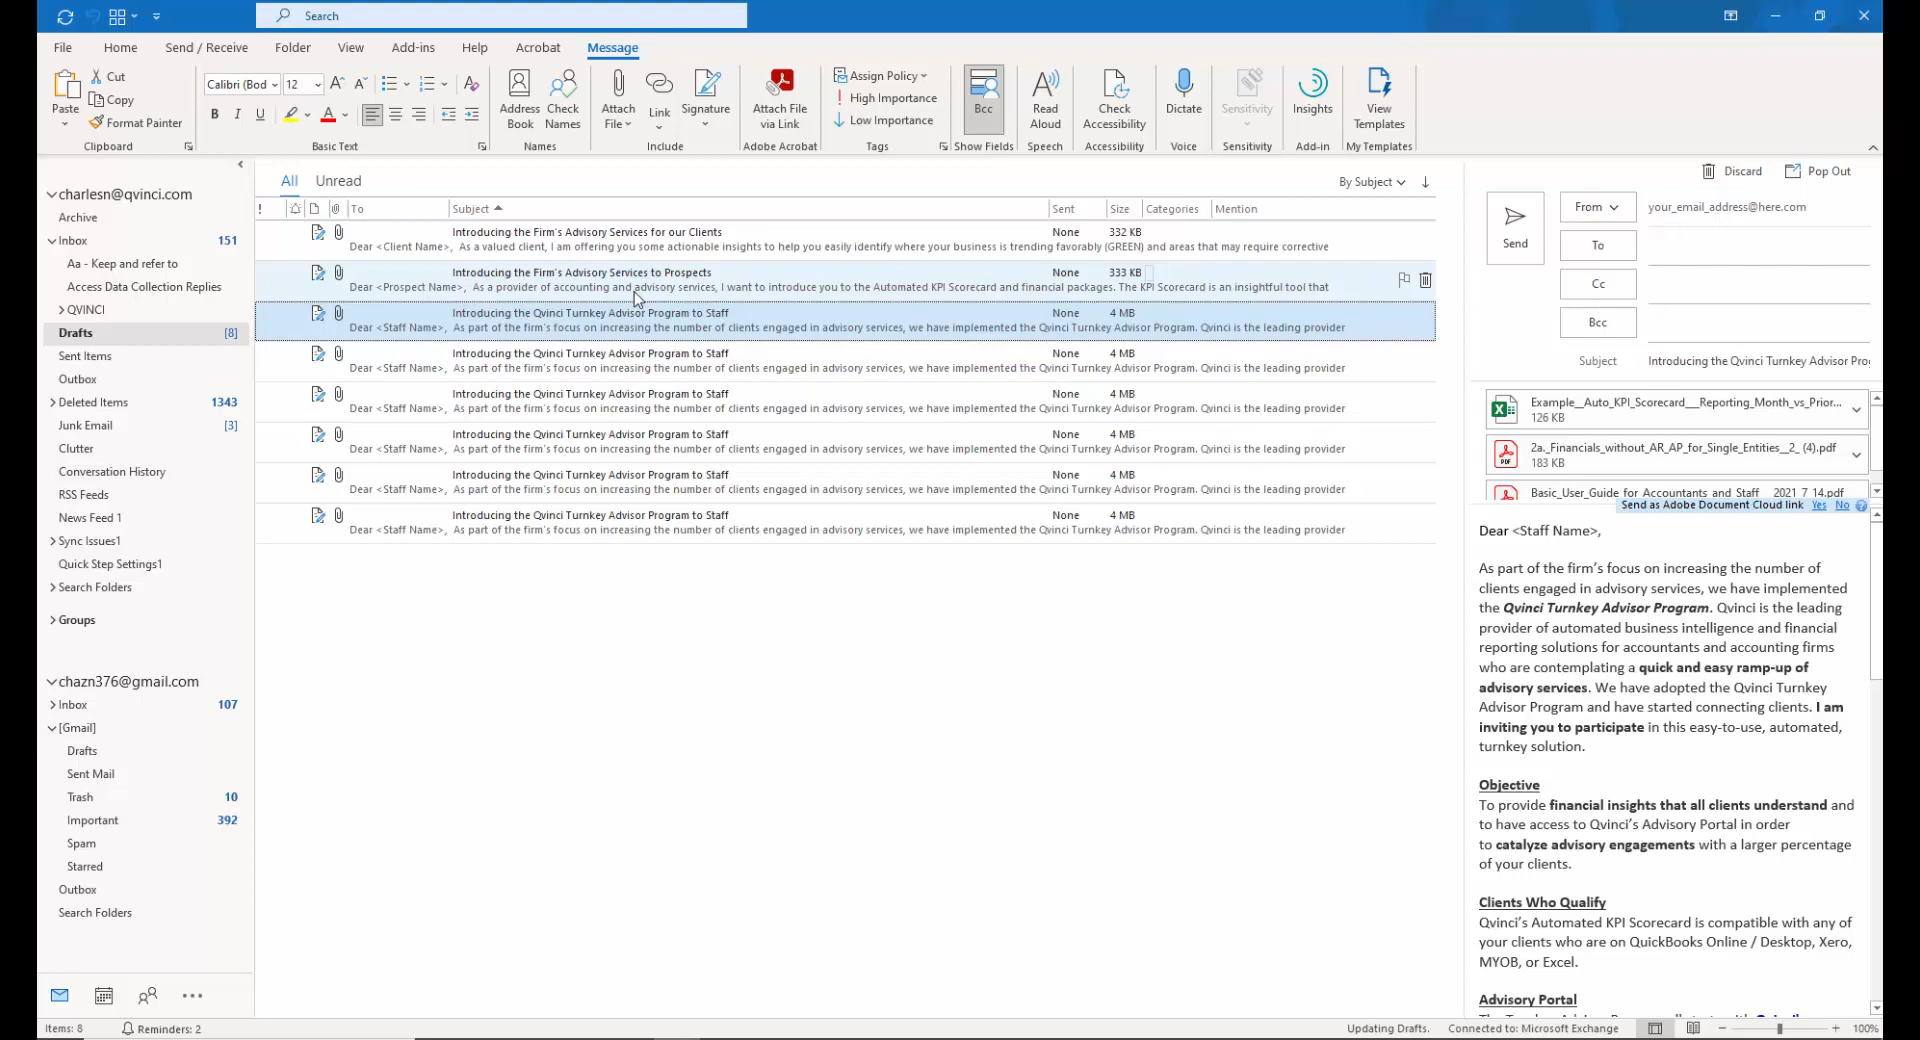 Search
File Home Send / Receive Folder View Add-ins Help Acrobat Message
Paste
Cut
Copy
Format Painter
Clipboard
Calibri (Bod 12
B I U
Basic Text
Address Book
Check Names
Names
Attach File
Link
Signature
Include
Attach File via Link
Adobe Acrobat
Assign Policy
High Importance
Low Importance
Tags
Bcc
Show Fields
Read Aloud
Speech
Check Accessibility
Accessibility
Dictate
Voice
Sensitivity
Sensitivity
Insights
Add-in
View Templates
My Templates
charlesn@qvinci.com
Archive
Inbox 151
Aa - Keep and refer to
Access Data Collection Replies
QVINCI
Drafts [8]
Sent Items
Outbox
Deleted Items 1343
Junk Email [3]
Clutter
Conversation History
RSS Feeds
News Feed 1
Sync Issues1
Quick Step Settings1
Search Folders
Groups
chazn376@gmail.com
Inbox 107
[Gmail]
Drafts
Sent Mail
Trash 10
Important 392
Spam
Starred
Outbox
Search Folders
All Unread
By Subject
! To Subject Sent Size Categories Mention
Introducing the Firm's Advisory Services for our Clients None 332 KB
Dear <Client Name>, As a valued client, I am offering you some actionable insights to help you easily identify where your business is trending favorably (GREEN) and areas that may require corrective
Introducing the Firm's Advisory Services to Prospects None 333 KB
Dear <Prospect Name>, As a provider of accounting and advisory services, I want to introduce you to the Automated KPI Scorecard and financial packages. The KPI Scorecard is an insightful tool that
Introducing the Qvinci Turnkey Advisor Program to Staff None 4 MB
Dear <Staff Name>, As part of the firm's focus on increasing the number of clients engaged in advisory services, we have implemented the Qvinci Turnkey Advisor Program. Qvinci is the leading provider
Introducing the Qvinci Turnkey Advisor Program to Staff None 4 MB
Dear <Staff Name>, As part of the firm's focus on increasing the number of clients engaged in advisory services, we have implemented the Qvinci Turnkey Advisor Program. Qvinci is the leading provider
Introducing the Qvinci Turnkey Advisor Program to Staff None 4 MB
Dear <Staff Name>, As part of the firm's focus on increasing the number of clients engaged in advisory services, we have implemented the Qvinci Turnkey Advisor Program. Qvinci is the leading provider
Introducing the Qvinci Turnkey Advisor Program to Staff None 4 MB
Dear <Staff Name>, As part of the firm's focus on increasing the number of clients engaged in advisory services, we have implemented the Qvinci Turnkey Advisor Program. Qvinci is the leading provider
Introducing the Qvinci Turnkey Advisor Program to Staff None 4 MB
Dear <Staff Name>, As part of the firm's focus on increasing the number of clients engaged in advisory services, we have implemented the Qvinci Turnkey Advisor Program. Qvinci is the leading provider
Introducing the Qvinci Turnkey Advisor Program to Staff None 4 MB
Dear <Staff Name>, As part of the firm's focus on increasing the number of clients engaged in advisory services, we have implemented the Qvinci Turnkey Advisor Program. Qvinci is the leading provider
Discard Pop Out
Send
From your_email_address@here.com
To
Cc
Bcc
Subject Introducing the Qvinci Turnkey Advisor Pro
Example__Auto_KPI_Scorecard___Reporting_Month_vs_Prior...
126 KB
2a._Financials_without_AR_AP_for_Single_Entities__2_ (4).pdf
183 KB
Basic_User_Guide_for_Accountants_and_Staff__2021_7_14.pdf
Send as Adobe Document Cloud link Yes No
Dear <Staff Name>,
As part of the firm's focus on increasing the number of
clients engaged in advisory services, we have implemented
the Qvinci Turnkey Advisor Program. Qvinci is the leading
provider of automated business intelligence and financial
reporting solutions for accountants and accounting firms
who are contemplating a quick and easy ramp-up of
advisory services. We have adopted the Qvinci Turnkey
Advisor Program and have started connecting clients. I am
inviting you to participate in this easy-to-use, automated,
turnkey solution.
Objective
To provide financial insights that all clients understand and
to have access to Qvinci's Advisory Portal in order
to catalyze advisory engagements with a larger percentage
of your clients.
Clients Who Qualify
Qvinci's Automated KPI Scorecard is compatible with any of
your clients who are on QuickBooks Online / Desktop, Xero,
MYOB, or Excel.
Advisory Portal
Items: 8 Reminders: 2 Updating Drafts. Connected to: Microsoft Exchange 100%